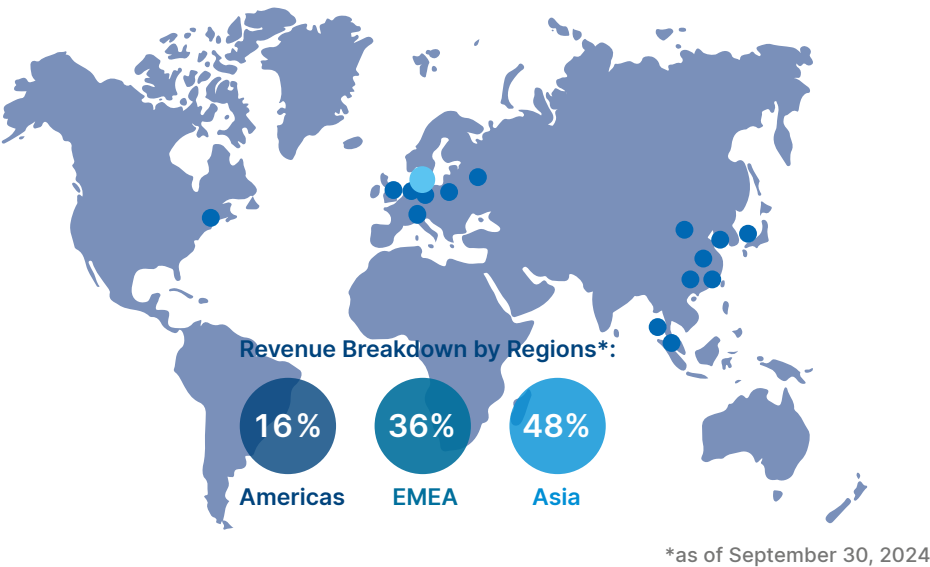 Revenue Breakdown by Regions*:
16% 36% 48%
Americas EMEA Asia
*as of September 30, 2024